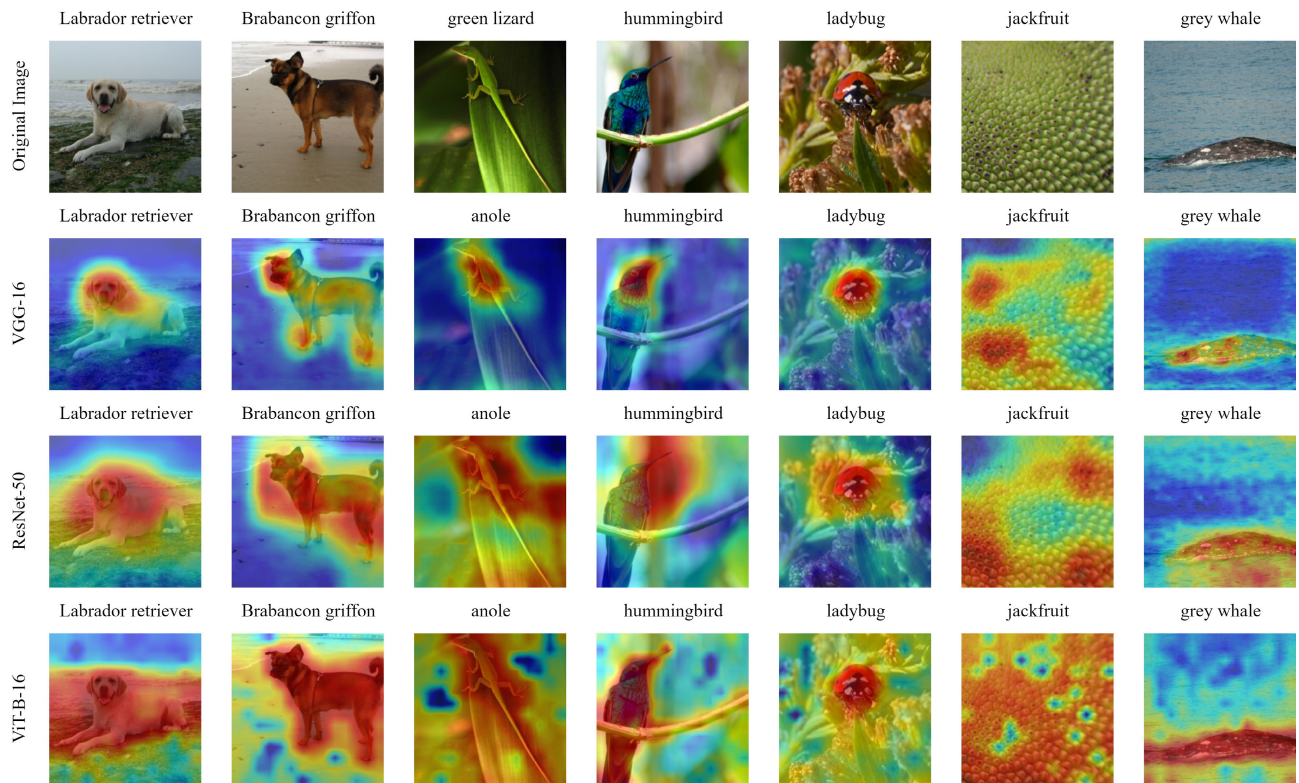 Labrador retriever Brabancon griffon green lizard hummingbird ladybug jackfruit grey whale
Original Image
Labrador retriever Brabancon griffon anole hummingbird ladybug jackfruit grey whale
VGG-16
Labrador retriever Brabancon griffon anole hummingbird ladybug jackfruit grey whale
ResNet-50
Labrador retriever Brabancon griffon anole hummingbird ladybug jackfruit grey whale
ViT-B-16